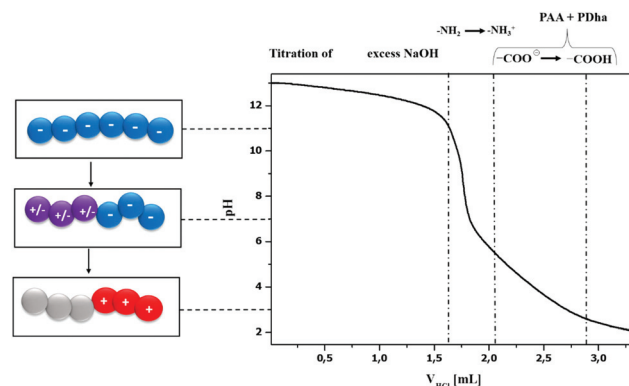 PAA + PDha
-NH₂ → -NH₃⁺
Titration of excess NaOH
−COO⊖ → −COOH
12
- - - - - -
10
8
+/- +/- +/- - - -
pH
6
4
+ + +
2
0,5 1,0 1,5 2,0 2,5 3,0
V_HCl [mL]